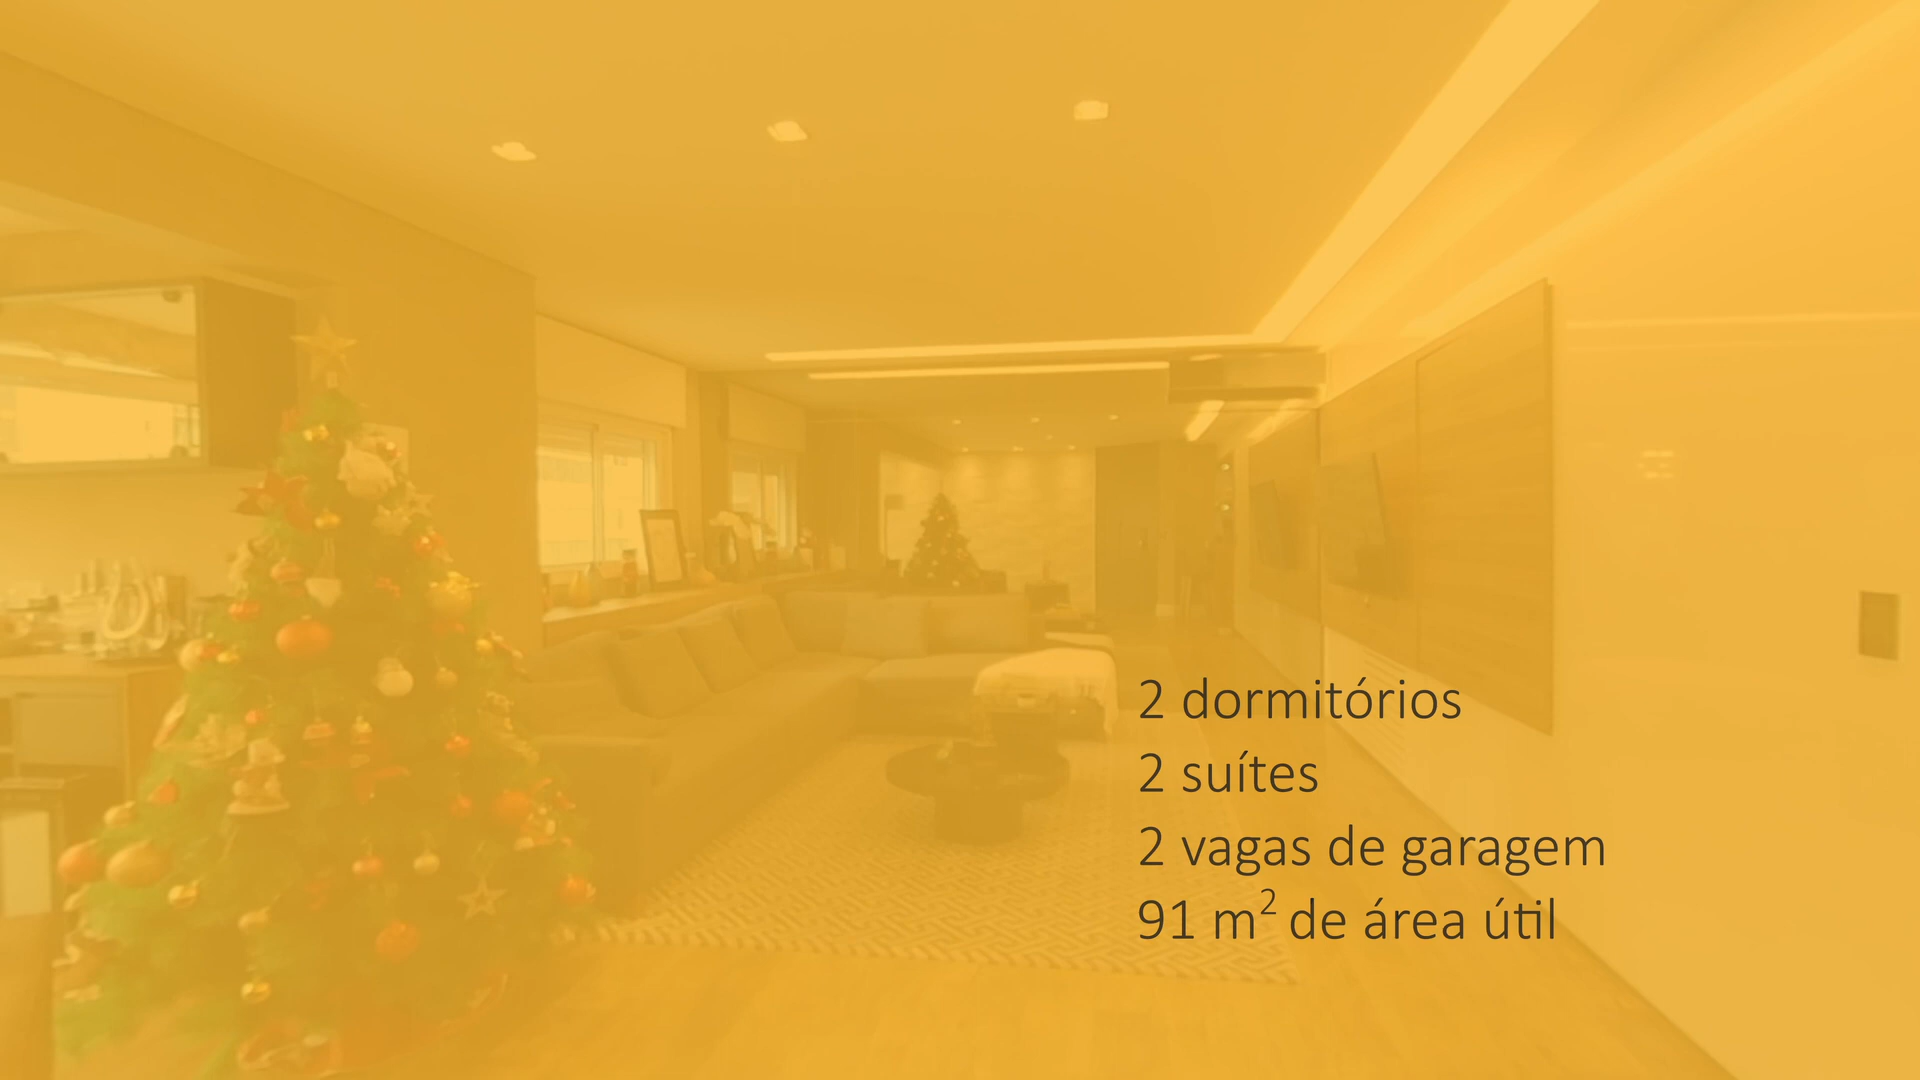 2 dormitórios
2 suítes
2 vagas de garagem
91 m² de área útil